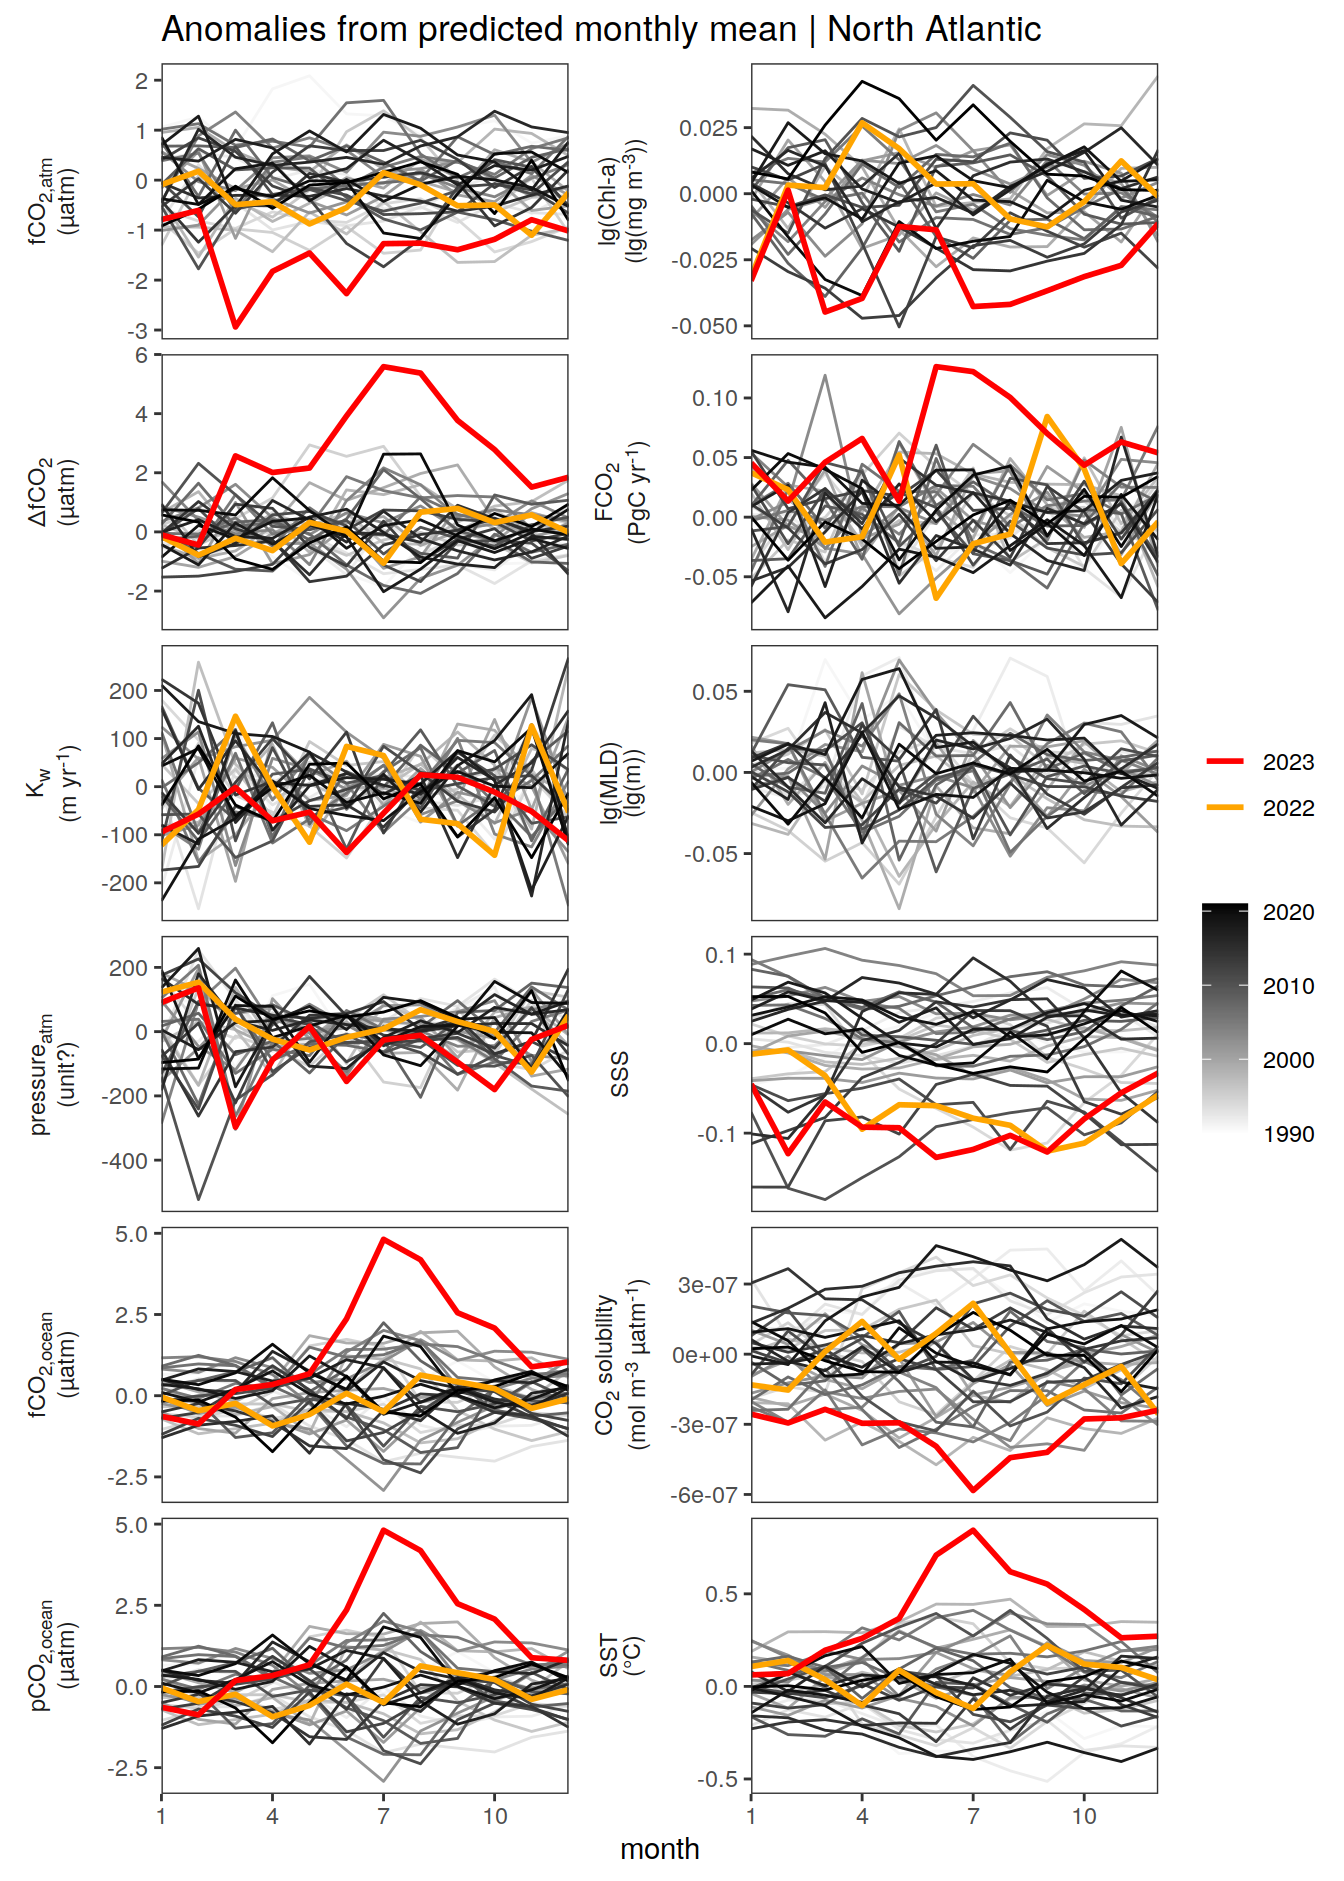 Anomalies from predicted monthly mean | North Atlantic
fCO2,atm
(µatm)
2
1
0
-1
-2
-3
lg(Chl-a)
(lg(mg m-3))
0.025
0.000
-0.025
-0.050
ΔfCO2
(µatm)
6
4
2
0
-2
FCO2
(PgC yr-1)
0.10
0.05
0.00
-0.05
Kw
(m yr-1)
200
100
0
-100
-200
lg(MLD)
(lg(m))
0.05
0.00
-0.05
pressureatm
(unit?)
200
0
-200
-400
SSS
0.1
0.0
-0.1
fCO2,ocean
(µatm)
5.0
2.5
0.0
-2.5
CO2 solubility
(mol m-3 µatm-1)
3e-07
0e+00
-3e-07
-6e-07
pCO2,ocean
(µatm)
5.0
2.5
0.0
-2.5
SST
(°C)
0.5
0.0
-0.5
1 4 7 10
1 4 7 10
month
2023
2022
2020
2010
2000
1990